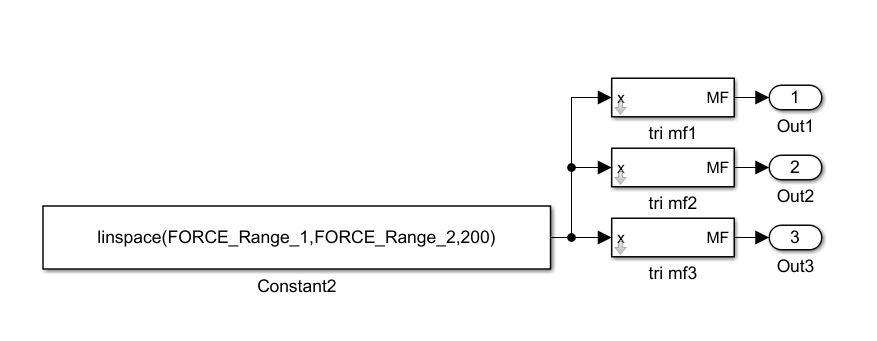 x MF
1
tri mf1
Out1
x MF
2
tri mf2
Out2
linspace(FORCE_Range_1,FORCE_Range_2,200)
x MF
3
tri mf3
Out3
Constant2